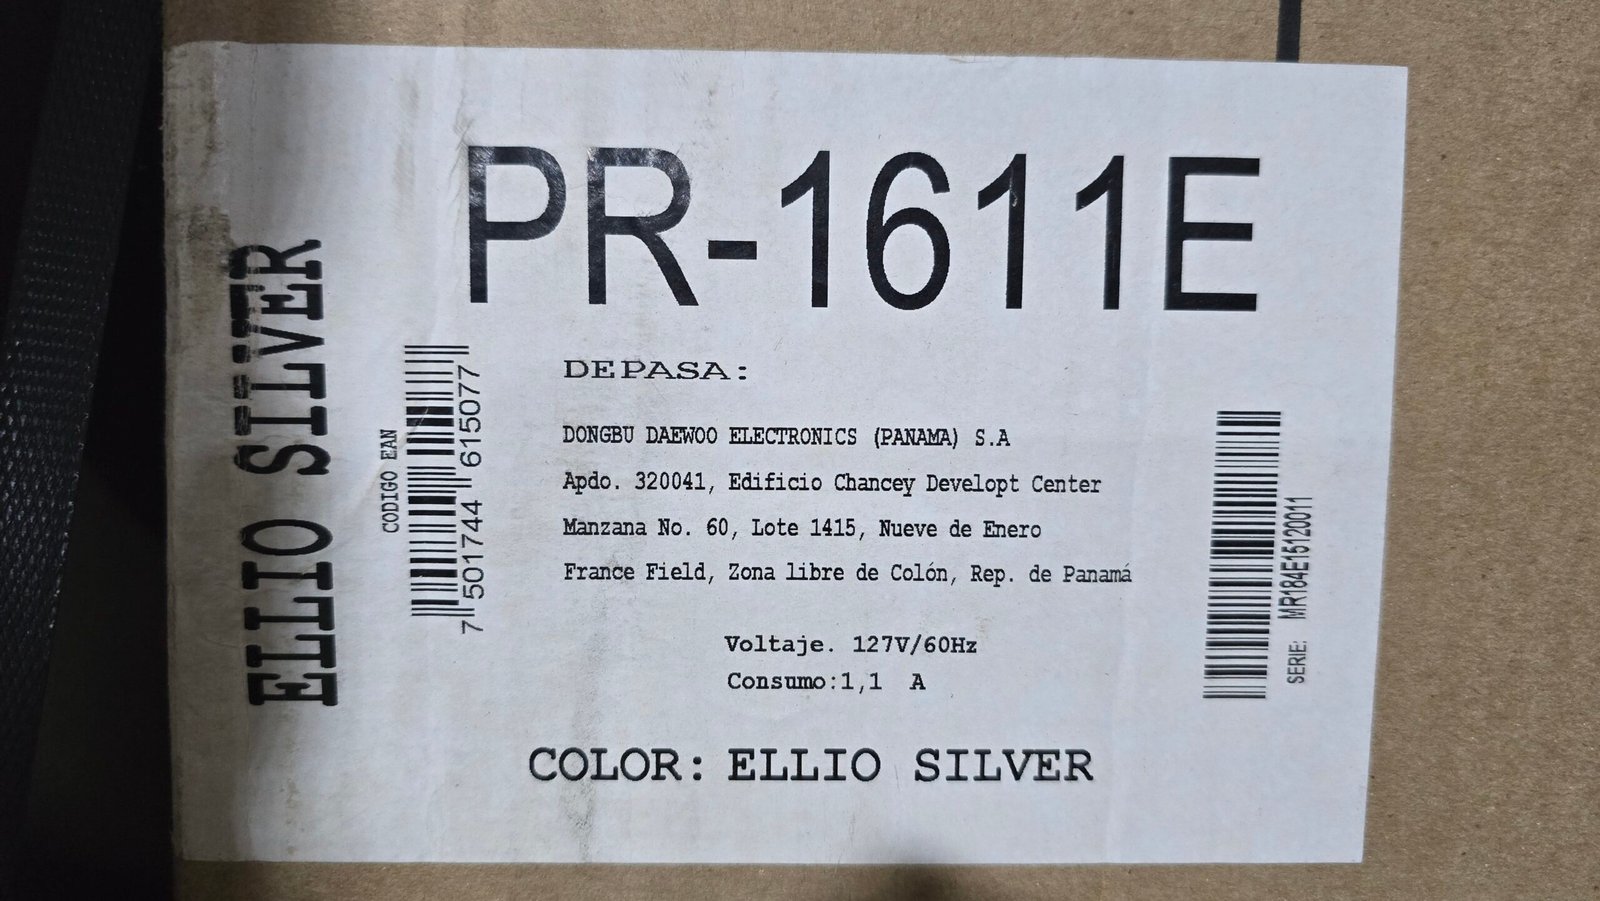 PR-1611E
ELLIO SILVER
CODIGO EAN
7 501744 615077
DEPASA:
DONGBU DAEWOO ELECTRONICS (PANAMA) S.A
Apdo. 320041, Edificio Chancey Developt Center
Manzana No. 60, Lote 1415, Nueve de Enero
France Field, Zona libre de Colón, Rep. de Panamá
Voltaje. 127V/60Hz
Consumo:1,1 A
COLOR: ELLIO SILVER
SERIE: MR184E15120011